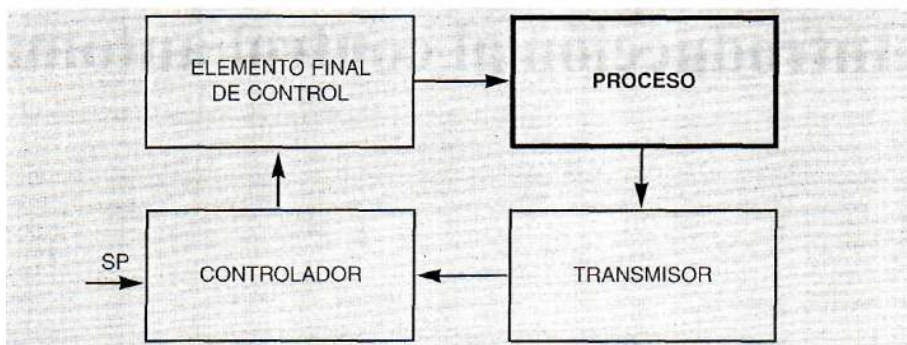 ELEMENTO FINAL
DE CONTROL
PROCESO
SP
CONTROLADOR
TRANSMISOR